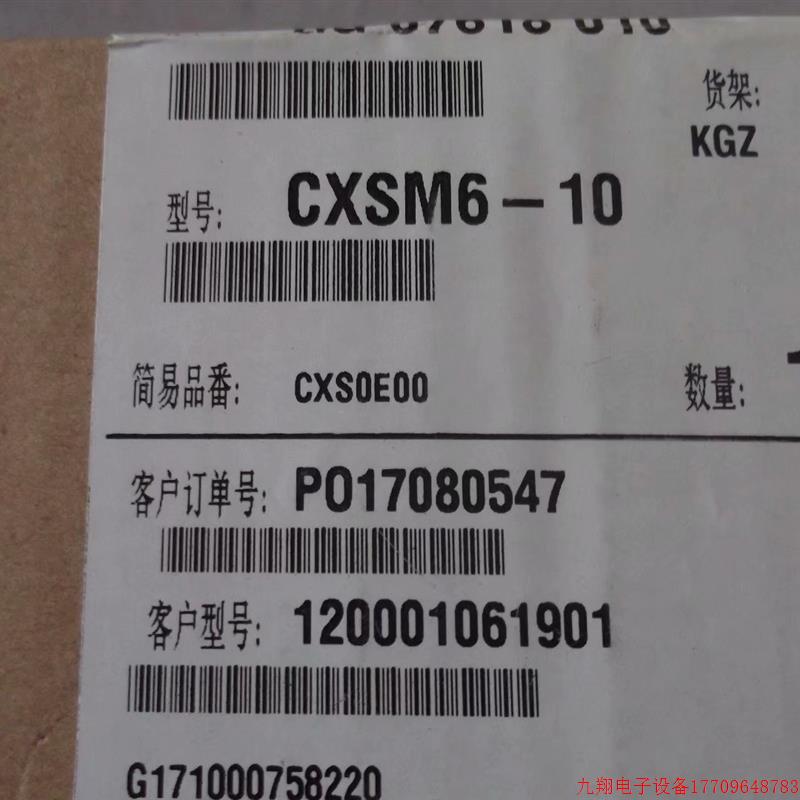 货架:
KGZ
型号: CXSM6-10
简易品番: CXS0E00
数量:
客户订单号: PO17080547
客户型号: 120001061901
G171000758220
九翔电子设备17709648783